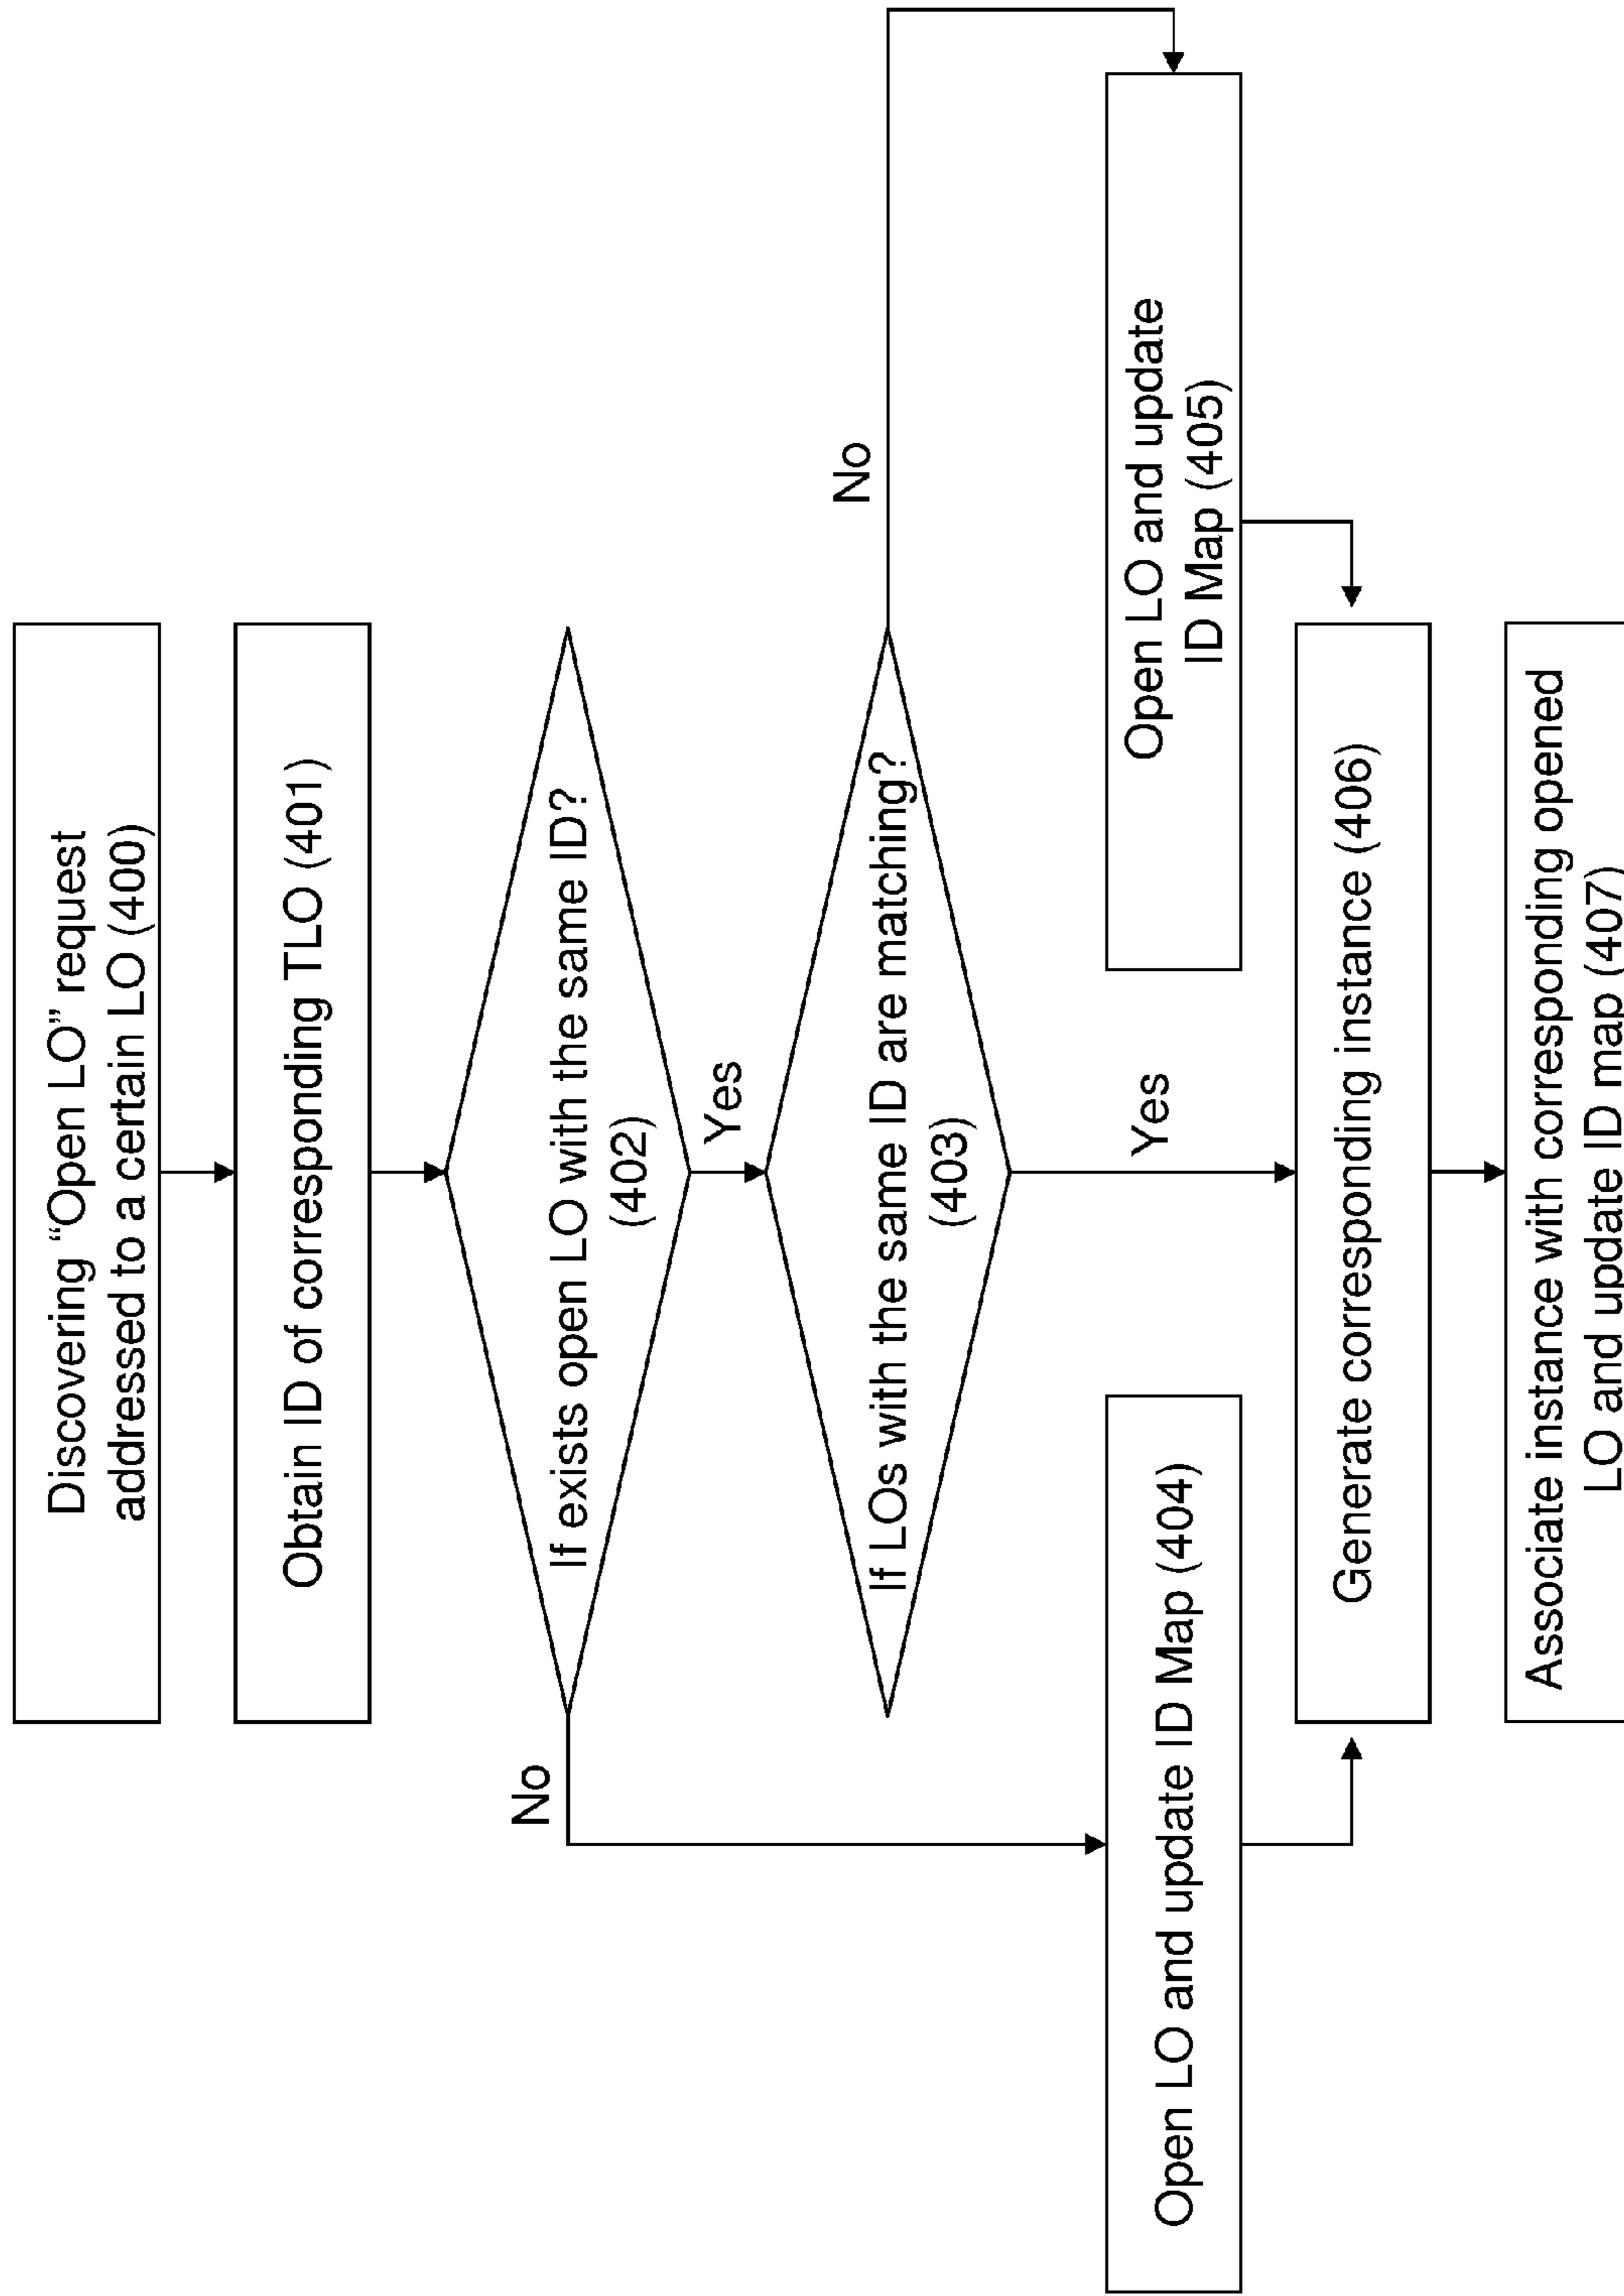 Discovering “Open LO” request
addressed to a certain LO (400)
Obtain ID of corresponding TLO (401)
If exists open LO with the same ID?
(402)
No
Yes
If LOs with the same ID are matching?
(403)
No
Yes
Open LO and update ID Map (404)
Open LO and update
ID Map (405)
Generate corresponding instance (406)
Associate instance with corresponding opened
LO and update ID map (407)